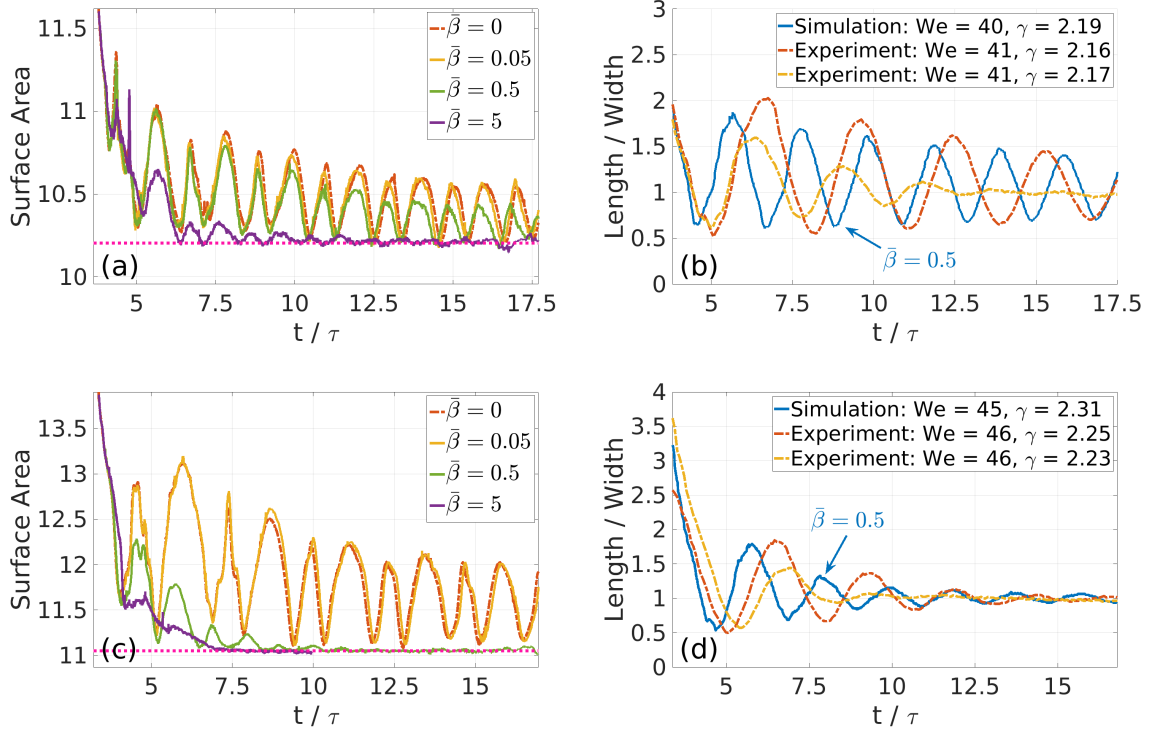 11.5
11
10.5
10
Surface Area
β̄ = 0
β̄ = 0.05
β̄ = 0.5
β̄ = 5
(a)
5 7.5 10 12.5 15 17.5
t / τ
3
2.5
2
1.5
1
0.5
0
Length / Width
Simulation: We = 40, γ = 2.19
Experiment: We = 41, γ = 2.16
Experiment: We = 41, γ = 2.17
β̄ = 0.5
(b)
5 7.5 10 12.5 15 17.5
t / τ
13.5
13
12.5
12
11.5
11
Surface Area
β̄ = 0
β̄ = 0.05
β̄ = 0.5
β̄ = 5
(c)
5 7.5 10 12.5 15
t / τ
4
3.5
3
2.5
2
1.5
1
0.5
0
Length / Width
Simulation: We = 45, γ = 2.31
Experiment: We = 46, γ = 2.25
Experiment: We = 46, γ = 2.23
β̄ = 0.5
(d)
5 7.5 10 12.5 15
t / τ